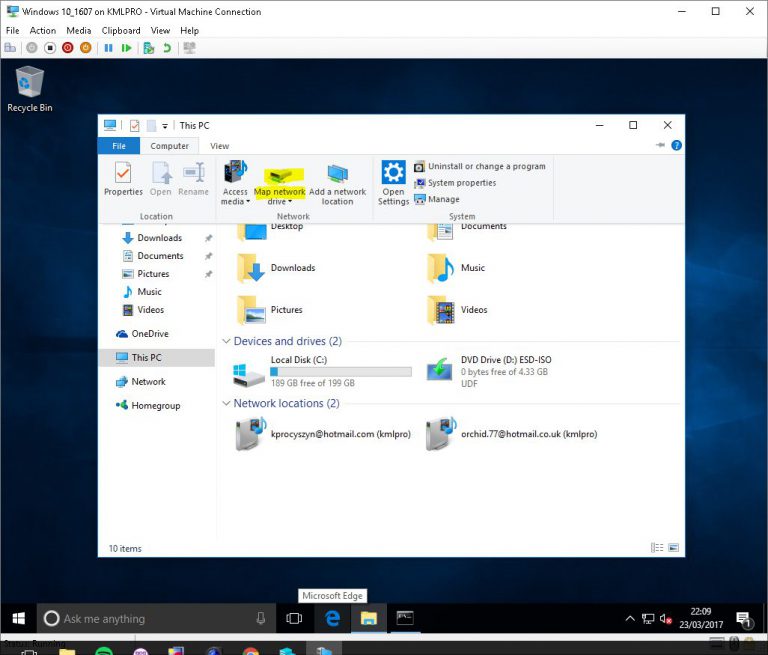 Windows 10_1607 on KMLPRO - Virtual Machine Connection
File Action Media Clipboard View Help
Recycle Bin
This PC
File Computer View
Properties Open Rename
Location
Access media Map network drive Add a network location
Network
Open Settings
Uninstall or change a program
System properties
Manage
System
Downloads
Documents
Pictures
Music
Videos
OneDrive
This PC
Network
Homegroup
Desktop Documents
Downloads Music
Pictures Videos
Devices and drives (2)
Local Disk (C:)
189 GB free of 199 GB
DVD Drive (D:) ESD-ISO
0 bytes free of 4.33 GB
UDF
Network locations (2)
kprocyszyn@hotmail.com (kmlpro) orchid.77@hotmail.co.uk (kmlpro)
10 items
Microsoft Edge
Ask me anything
22:09
23/03/2017
1
Status: Running